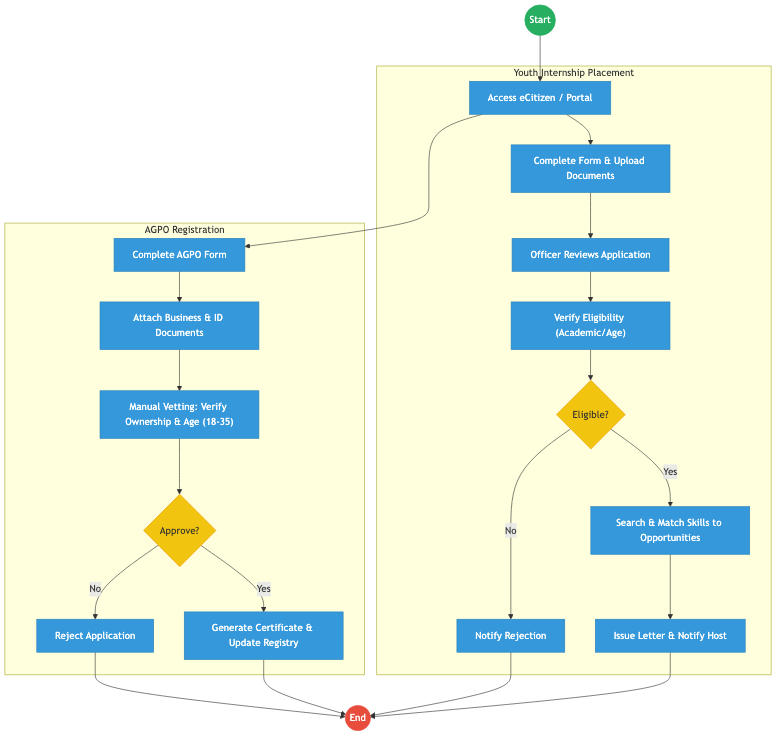 Start
Youth Internship Placement
Access eCitizen / Portal
Complete Form & Upload
Documents
AGPO Registration
Complete AGPO Form
Officer Reviews Application
Attach Business & ID
Documents
Verify Eligibility
(Academic/Age)
Manual Vetting: Verify
Ownership & Age (18-35)
Eligible?
Yes
No
Search & Match Skills to
Opportunities
Approve?
No
Yes
Reject Application
Generate Certificate &
Update Registry
Notify Rejection
Issue Letter & Notify Host
End